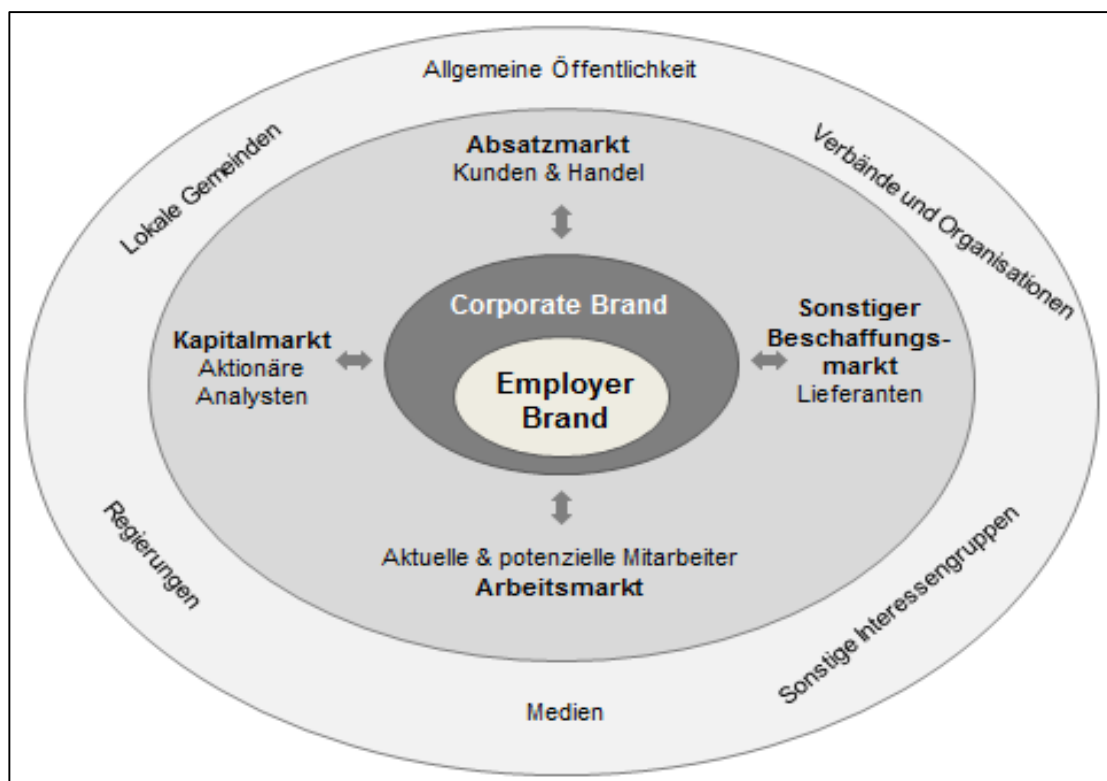 Allgemeine Öffentlichkeit
Lokale Gemeinden
Verbände und Organisationen
Absatzmarkt
Kunden & Handel
Corporate Brand
Employer
Brand
Kapitalmarkt
Aktionäre
Analysten
Sonstiger
Beschaffungs-
markt
Lieferanten
Aktuelle & potenzielle Mitarbeiter
Arbeitsmarkt
Regierungen
Sonstige Interessengruppen
Medien